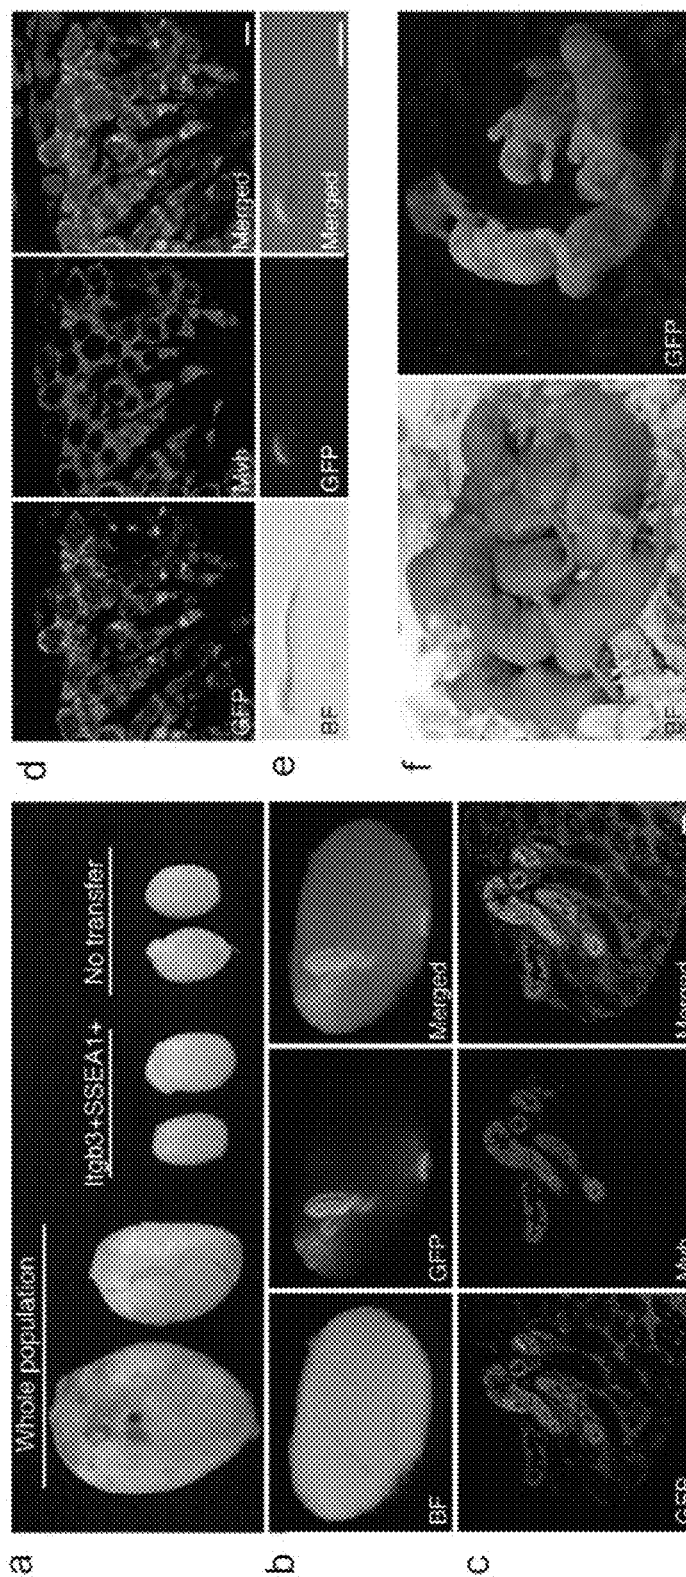 a
Whole population
Itgb3+SSEA1+
No transfer
b
BF
GFP
Merged
c
GFP
Mvh
Merged
d
GFP
Mvh
Merged
e
BF
GFP
Merged
f
BF
GFP